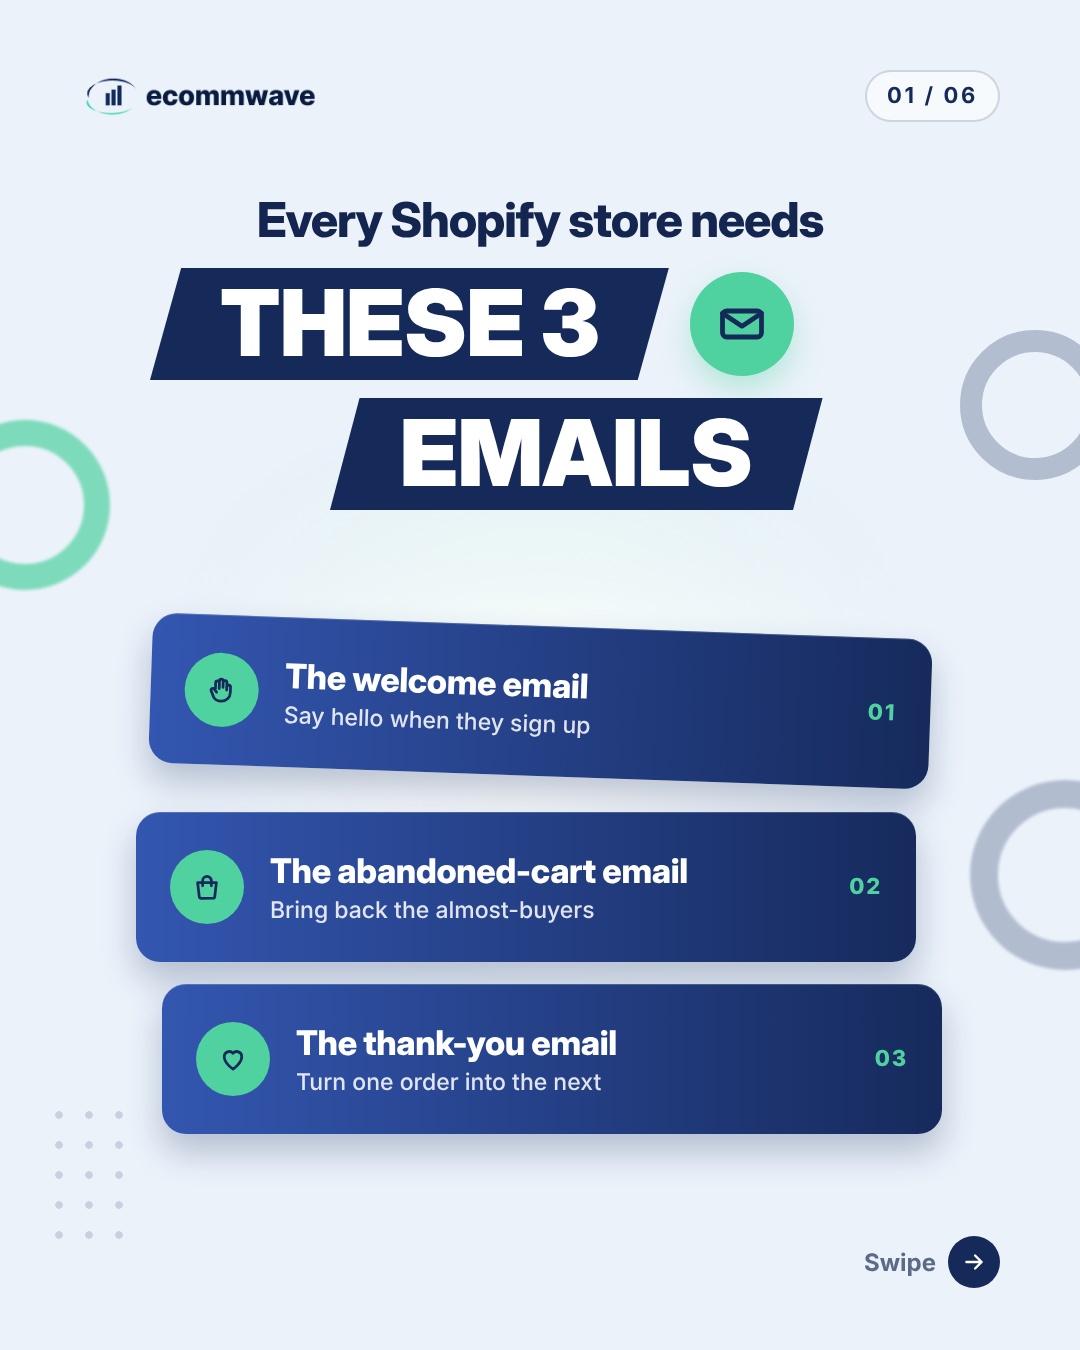 ecommwave
01 / 06
Every Shopify store needs
THESE 3
EMAILS
The welcome email
Say hello when they sign up
01
The abandoned-cart email
Bring back the almost-buyers
02
The thank-you email
Turn one order into the next
03
Swipe